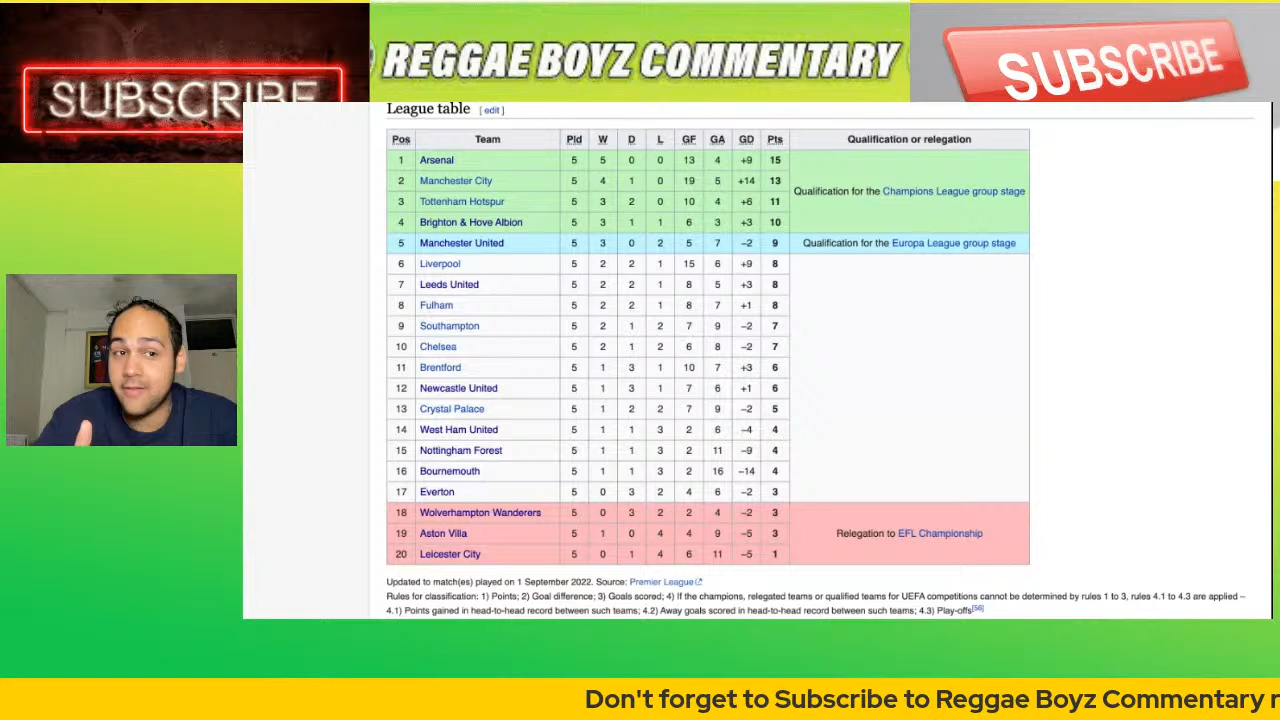 SUBSCRIBE
REGGAE BOYZ COMMENTARY
SUBSCRIBE
League table [ edit ]
Pos Team Pld W D L GF GA GD Pts Qualification or relegation
1 Arsenal 5 5 0 0 13 4 +9 15
2 Manchester City 5 4 1 0 19 5 +14 13
Qualification for the Champions League group stage
3 Tottenham Hotspur 5 3 2 0 10 4 +6 11
4 Brighton & Hove Albion 5 3 1 1 6 3 +3 10
5 Manchester United 5 3 0 2 5 7 −2 9 Qualification for the Europa League group stage
6 Liverpool 5 2 2 1 15 6 +9 8
7 Leeds United 5 2 2 1 8 5 +3 8
8 Fulham 5 2 2 1 8 7 +1 8
9 Southampton 5 2 1 2 7 9 −2 7
10 Chelsea 5 2 1 2 6 8 −2 7
11 Brentford 5 1 3 1 10 7 +3 6
12 Newcastle United 5 1 3 1 7 6 +1 6
13 Crystal Palace 5 1 2 2 7 9 −2 5
14 West Ham United 5 1 1 3 2 6 −4 4
15 Nottingham Forest 5 1 1 3 2 11 −9 4
16 Bournemouth 5 1 1 3 2 16 −14 4
17 Everton 5 0 3 2 4 6 −2 3
18 Wolverhampton Wanderers 5 0 3 2 2 4 −2 3
19 Aston Villa 5 1 0 4 4 9 −5 3 Relegation to EFL Championship
20 Leicester City 5 0 1 4 6 11 −5 1
Updated to match(es) played on 1 September 2022. Source: Premier League
Rules for classification: 1) Points; 2) Goal difference; 3) Goals scored; 4) If the champions, relegated teams or qualified teams for UEFA competitions cannot be determined by rules 1 to 3, rules 4.1 to 4.3 are applied –
4.1) Points gained in head-to-head record between such teams; 4.2) Away goals scored in head-to-head record between such teams; 4.3) Play-offs[56]
Don't forget to Subscribe to Reggae Boyz Commentary